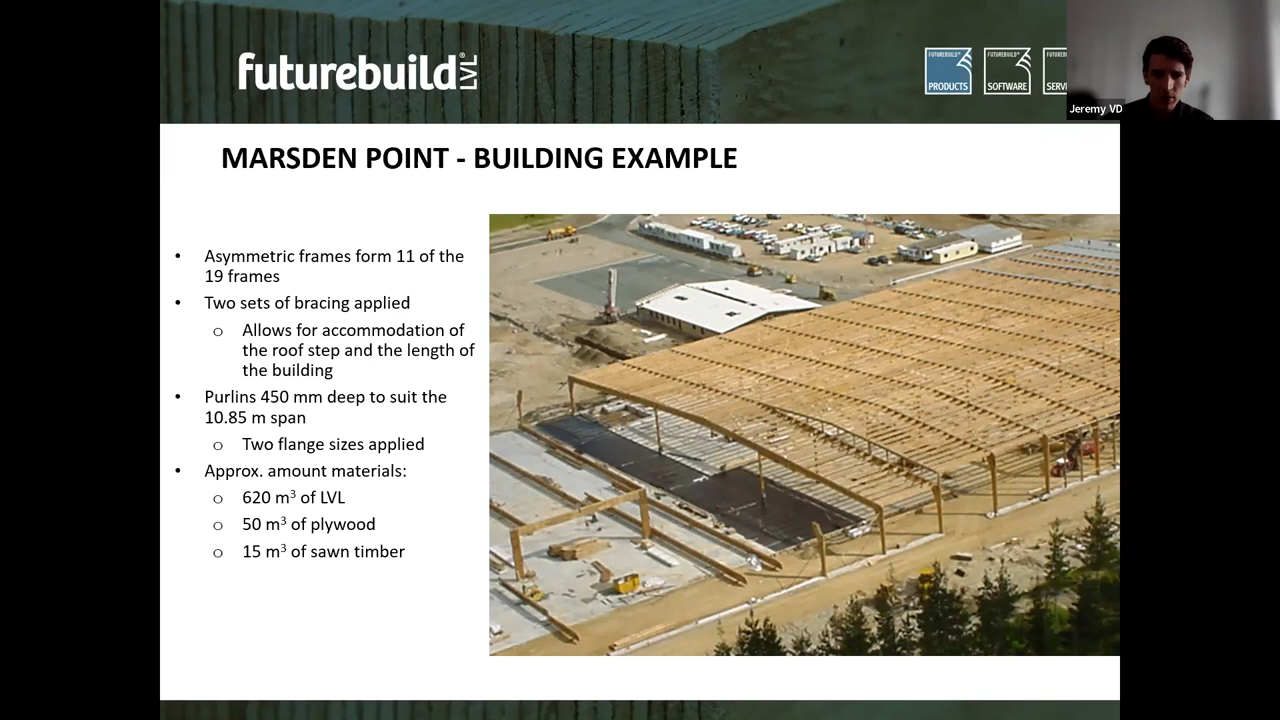 futurebuild LVL®
FUTUREBUILD™
PRODUCTS
FUTUREBUILD™
SOFTWARE
Jeremy VD
MARSDEN POINT - BUILDING EXAMPLE
• Asymmetric frames form 11 of the
19 frames
• Two sets of bracing applied
o Allows for accommodation of
the roof step and the length of
the building
• Purlins 450 mm deep to suit the
10.85 m span
o Two flange sizes applied
• Approx. amount materials:
o 620 m³ of LVL
o 50 m³ of plywood
o 15 m³ of sawn timber